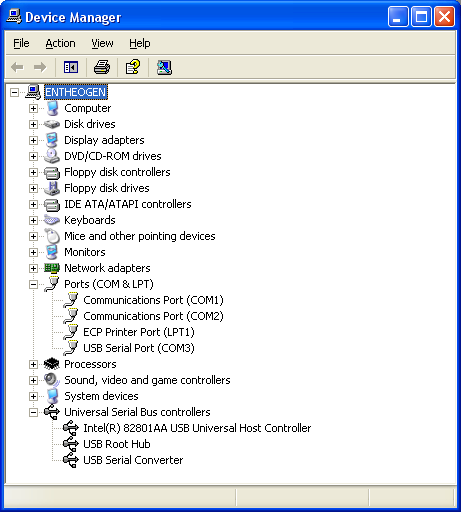 Device Manager
File Action View Help
ENTHEOGEN
Computer
Disk drives
Display adapters
DVD/CD-ROM drives
Floppy disk controllers
Floppy disk drives
IDE ATA/ATAPI controllers
Keyboards
Mice and other pointing devices
Monitors
Network adapters
Ports (COM & LPT)
Communications Port (COM1)
Communications Port (COM2)
ECP Printer Port (LPT1)
USB Serial Port (COM3)
Processors
Sound, video and game controllers
System devices
Universal Serial Bus controllers
Intel(R) 82801AA USB Universal Host Controller
USB Root Hub
USB Serial Converter